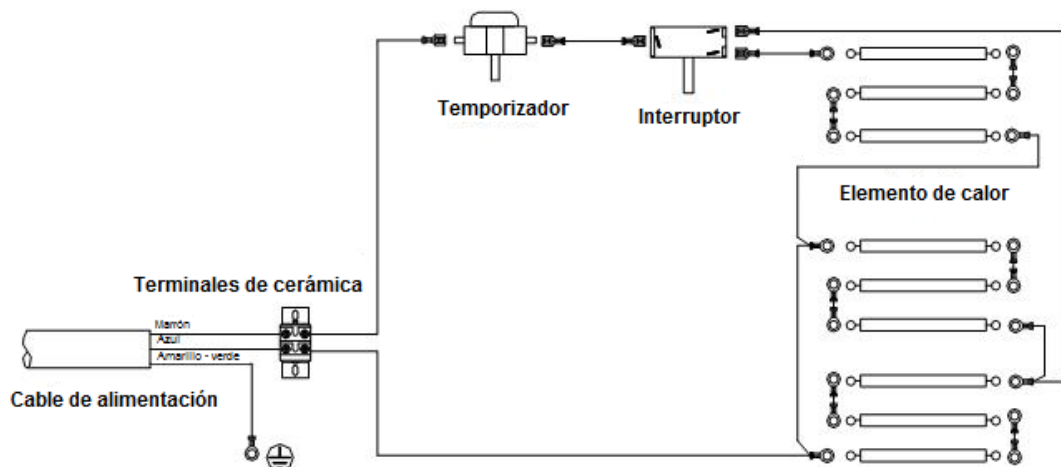 Temporizador
Interruptor
Elemento de calor
Terminales de cerámica
Marrón
Azul
Amarillo - verde
Cable de alimentación